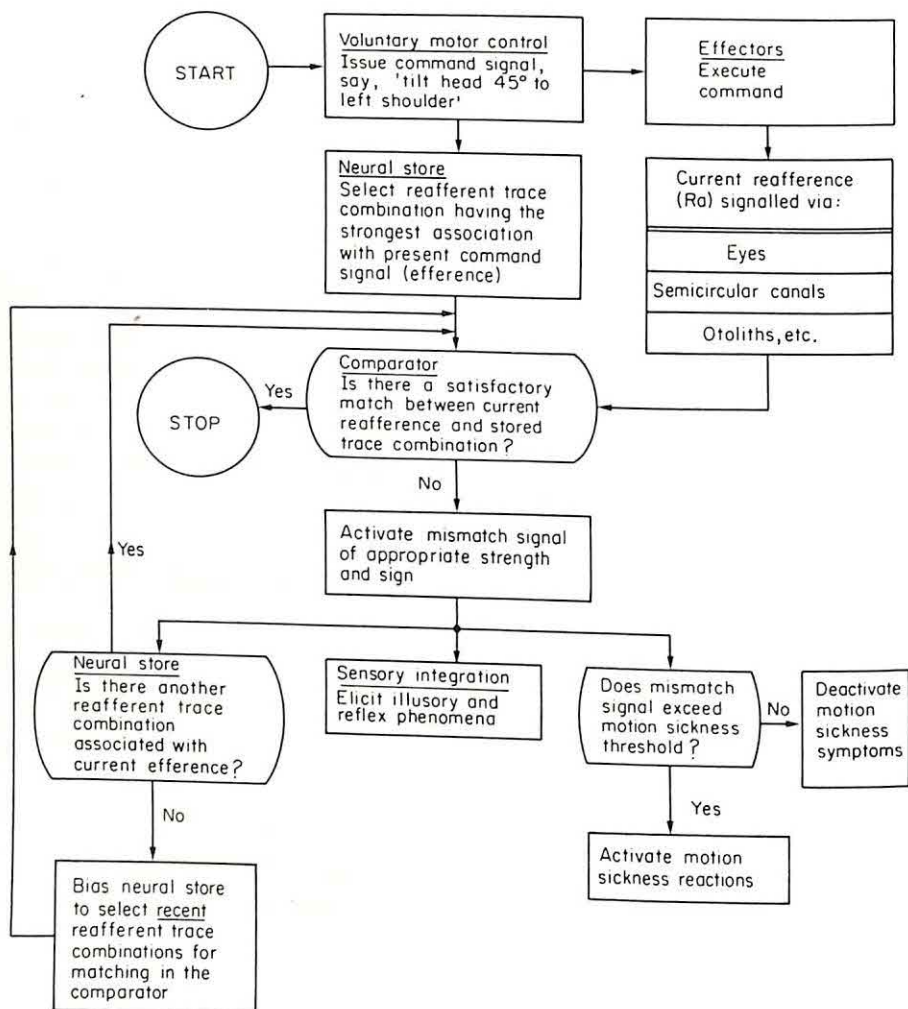 START
Voluntary motor control
Issue command signal,
say, 'tilt head 45° to
left shoulder'
Effectors
Execute
command
Neural store
Select reafferent trace
combination having the
strongest association
with present command
signal (efference)
Current reafference
(Ra) signalled via:
Eyes
Semicircular canals
Otoliths, etc.
Comparator
Is there a satisfactory
match between current
reafference and stored
trace combination?
Yes
STOP
No
Activate mismatch signal
of appropriate strength
and sign
Yes
Neural store
Is there another
reafferent trace
combination
associated with
current efference?
Sensory integration
Elicit illusory and
reflex phenomena
Does mismatch
signal exceed
motion sickness
threshold?
No
Deactivate
motion
sickness
symptoms
No
Yes
Bias neural store
to select recent
reafferent trace
combinations for
matching in the
comparator
Activate motion
sickness reactions